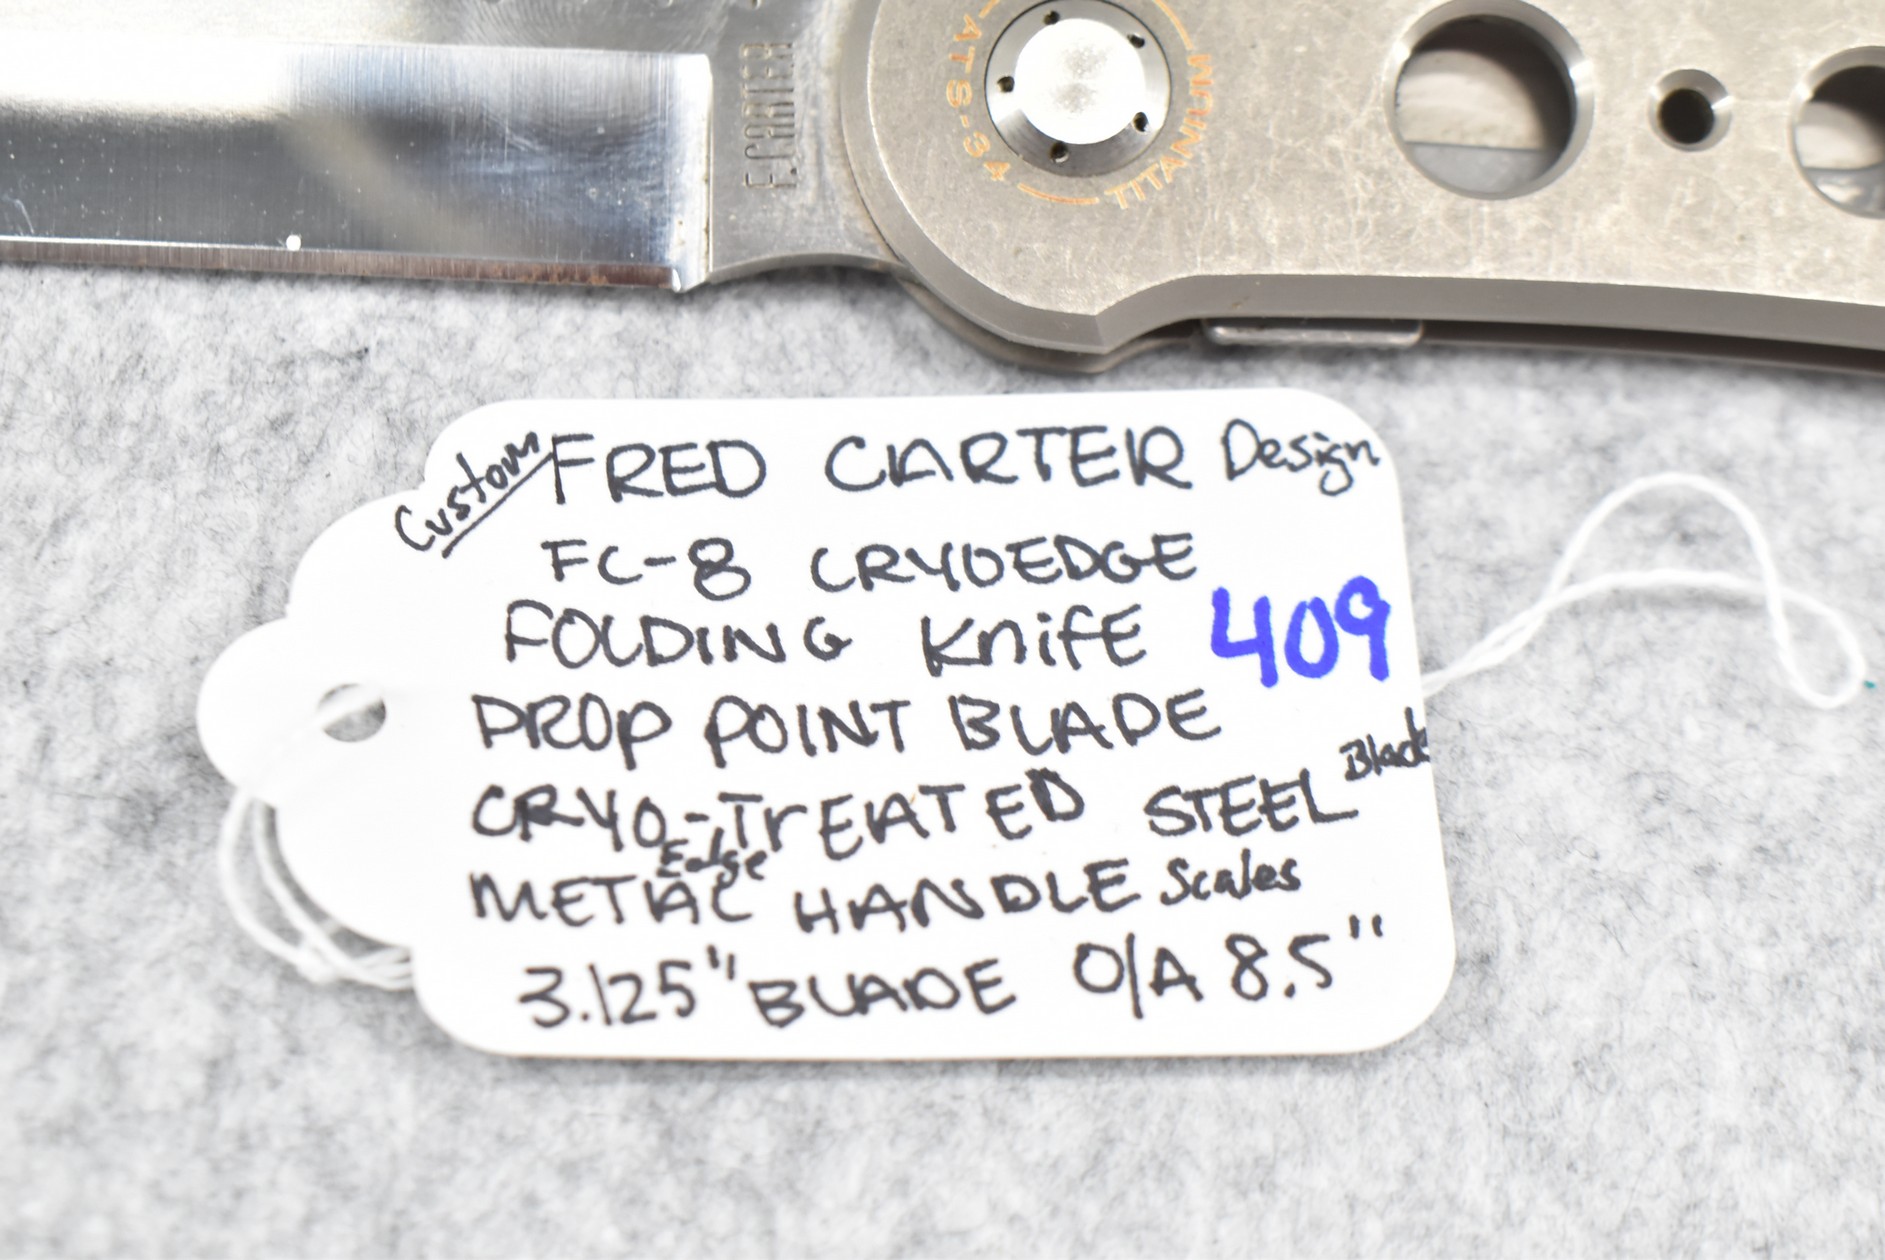 F.CARTER
ATS-34
TITANIUM
Custom FRED CARTER Design
FC-8 CRYOEDGE
FOLDING KnifE 409
DROP POINT BLADE
CRYO-TrEATED STEEL Blade
Edge
METAL HANDLE Scales
3.125" BLADE O/A 8.5"